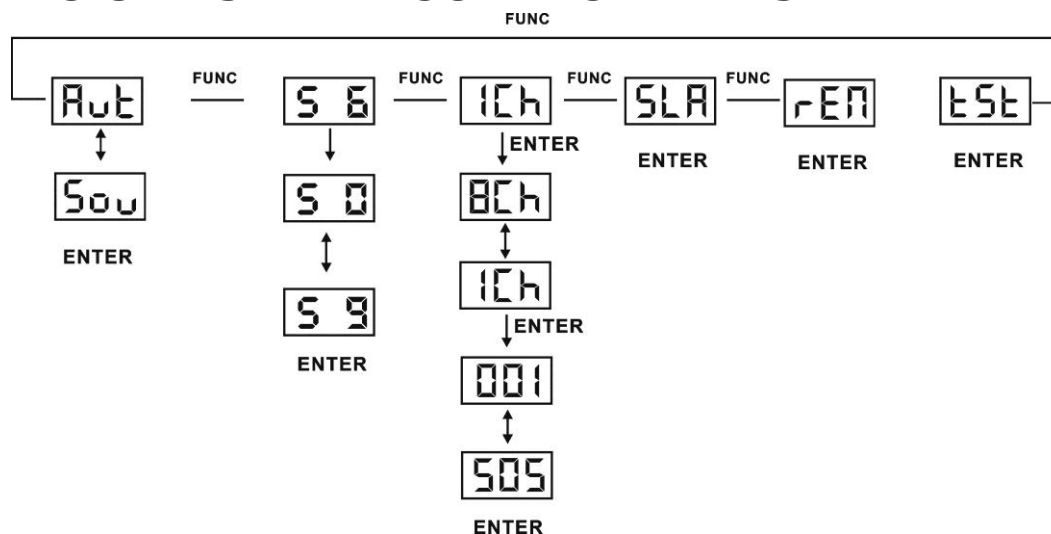 FUNC
Aut FUNC S 6 FUNC 1Ch FUNC SLA FUNC rEM tSt
ENTER
ENTER ENTER ENTER
Sou S 0 8Ch
ENTER
S 9 1Ch
ENTER
ENTER
001
505
ENTER